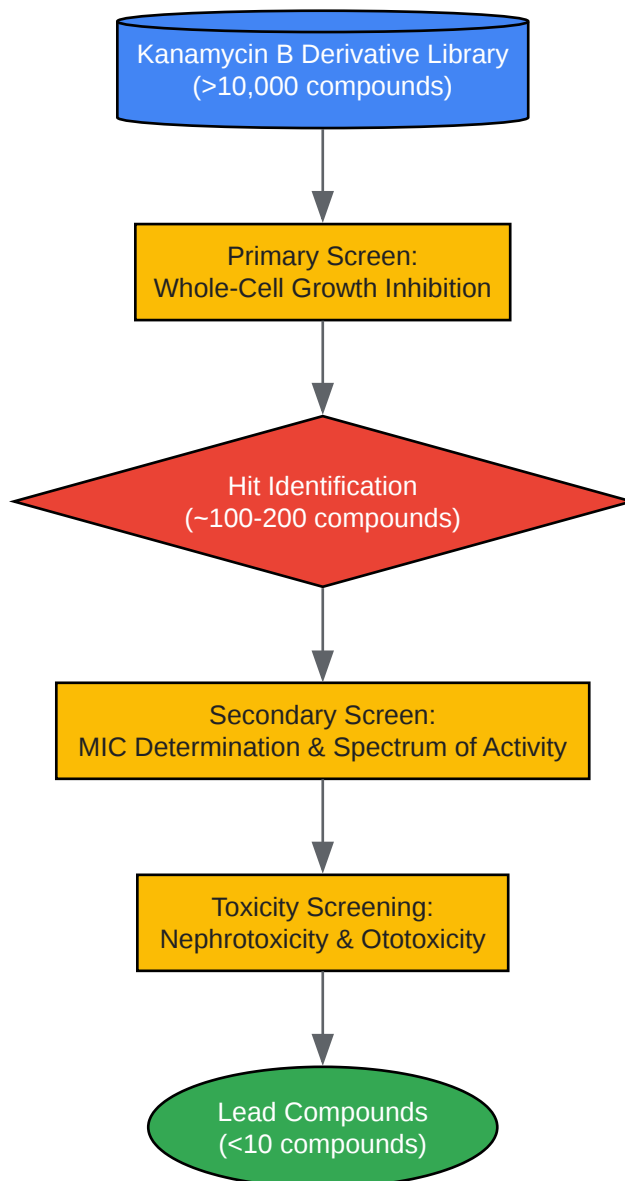 Kanamycin B Derivative Library
(>10,000 compounds)
Primary Screen:
Whole-Cell Growth Inhibition
Hit Identification
(~100-200 compounds)
Secondary Screen:
MIC Determination & Spectrum of Activity
Toxicity Screening:
Nephrotoxicity & Ototoxicity
Lead Compounds
(<10 compounds)